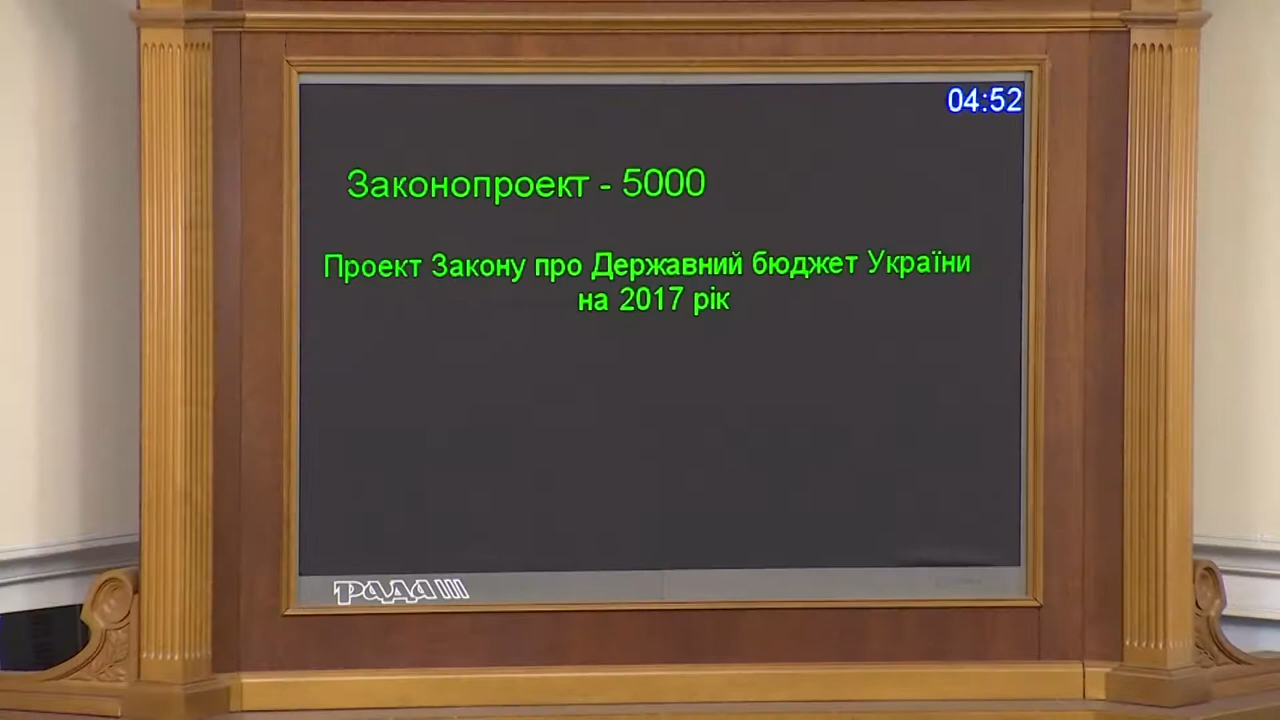 04:52
Законопроект - 5000
Проект Закону про Державний бюджет України
на 2017 рік
РАДА